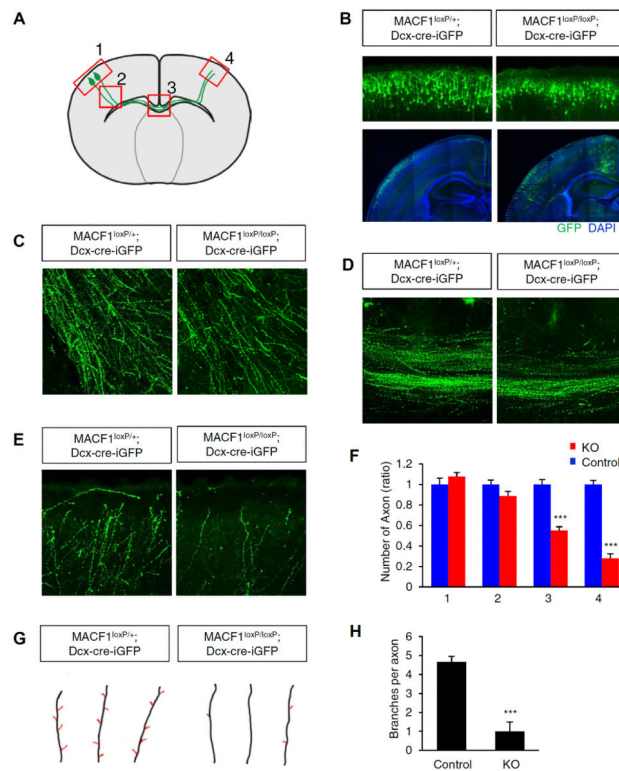 A
1
2
3
4
B
MACF1loxP/+;
Dcx-cre-iGFP
MACF1loxP/loxP;
Dcx-cre-iGFP
GFP DAPI
C
MACF1loxP/+;
Dcx-cre-iGFP
MACF1loxP/loxP;
Dcx-cre-iGFP
D
MACF1loxP/+;
Dcx-cre-iGFP
MACF1loxP/loxP;
Dcx-cre-iGFP
E
MACF1loxP/+;
Dcx-cre-iGFP
MACF1loxP/loxP;
Dcx-cre-iGFP
F
KO
Control
Number of Axon (ratio)
1.2
1
0.8
0.6
0.4
0.2
0
***
***
1
2
3
4
G
MACF1loxP/+;
Dcx-cre-iGFP
MACF1loxP/loxP;
Dcx-cre-iGFP
H
Branches per axon
6
5
4
3
2
1
0
***
Control
KO